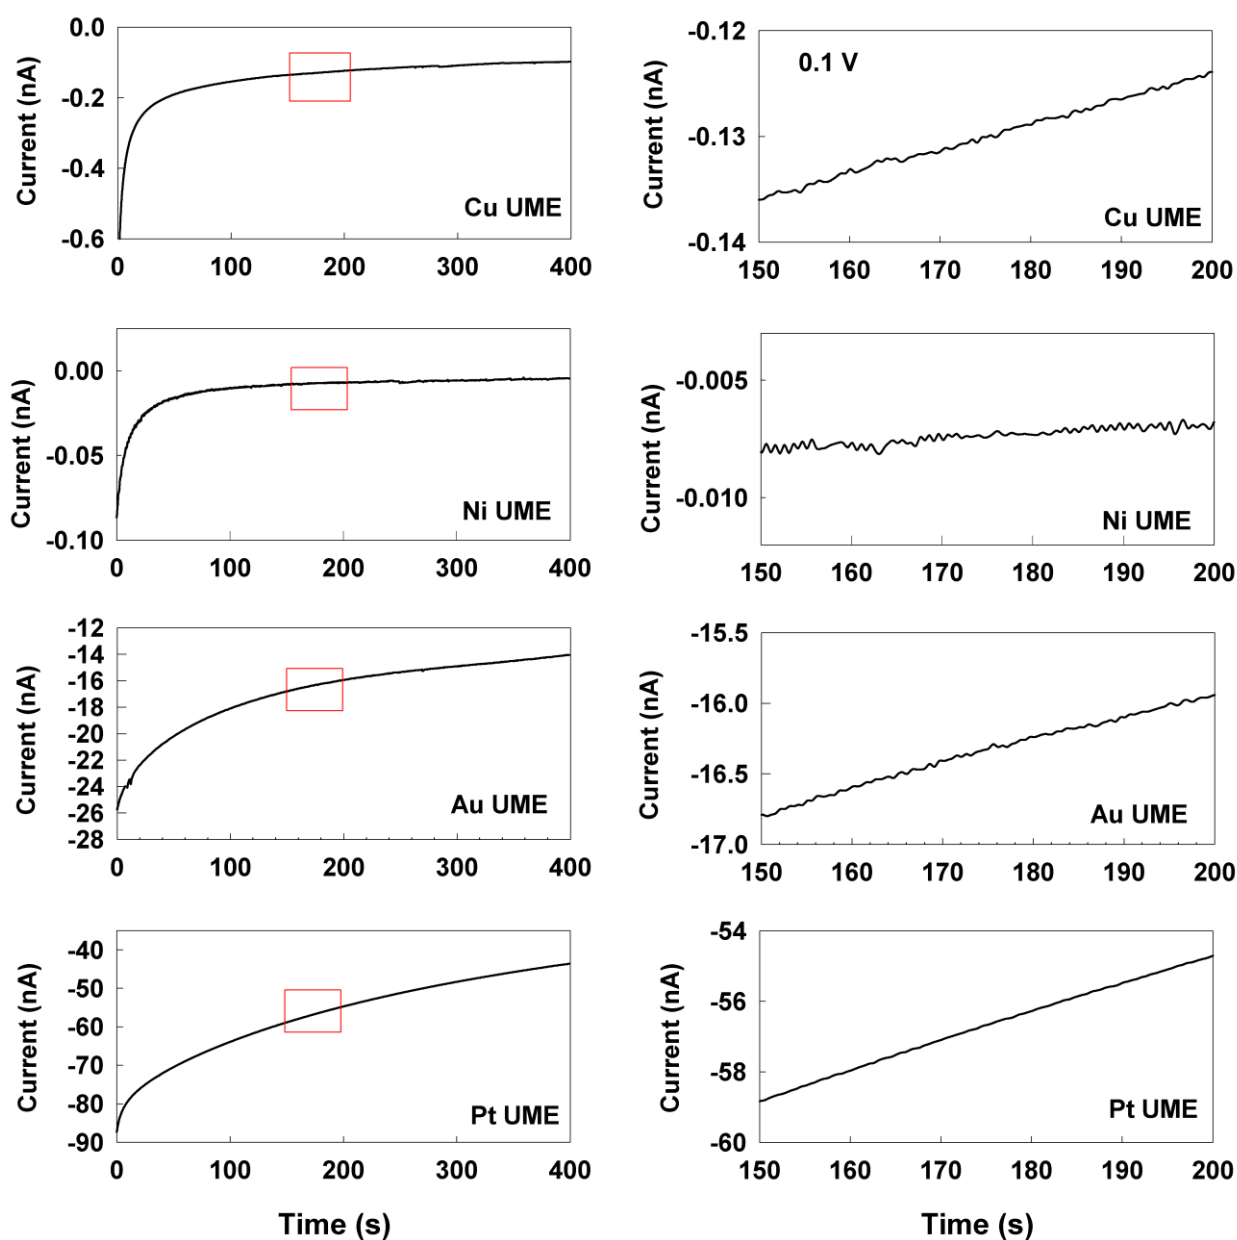 Current (nA)
0.0
-0.2
-0.4
-0.6
Cu UME
0 100 200 300 400
Current (nA)
-0.12
-0.13
-0.14
0.1 V
Cu UME
150 160 170 180 190 200
Current (nA)
0.00
-0.05
-0.10
Ni UME
0 100 200 300 400
Current (nA)
-0.005
-0.010
Ni UME
150 160 170 180 190 200
Current (nA)
-12
-14
-16
-18
-20
-22
-24
-26
-28
Au UME
0 100 200 300 400
Current (nA)
-15.5
-16.0
-16.5
-17.0
Au UME
150 160 170 180 190 200
Current (nA)
-40
-50
-60
-70
-80
-90
Pt UME
0 100 200 300 400
Time (s)
Current (nA)
-54
-56
-58
-60
Pt UME
150 160 170 180 190 200
Time (s)